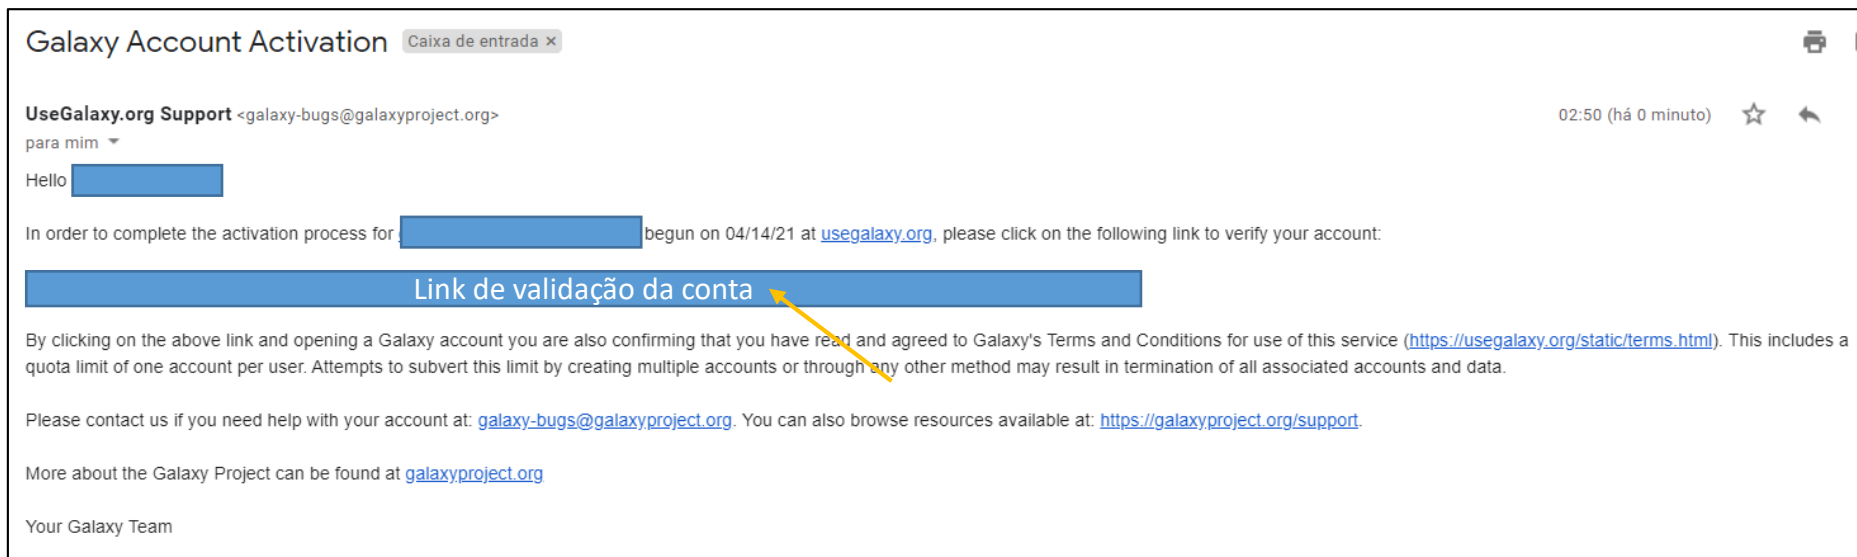 Galaxy Account Activation Caixa de entrada ×
UseGalaxy.org Support <galaxy-bugs@galaxyproject.org> 02:50 (há 0 minuto)
para mim
Hello
In order to complete the activation process for begun on 04/14/21 at usegalaxy.org, please click on the following link to verify your account:
Link de validação da conta
By clicking on the above link and opening a Galaxy account you are also confirming that you have read and agreed to Galaxy's Terms and Conditions for use of this service (https://usegalaxy.org/static/terms.html). This includes a
quota limit of one account per user. Attempts to subvert this limit by creating multiple accounts or through any other method may result in termination of all associated accounts and data.
Please contact us if you need help with your account at: galaxy-bugs@galaxyproject.org. You can also browse resources available at: https://galaxyproject.org/support.
More about the Galaxy Project can be found at galaxyproject.org
Your Galaxy Team